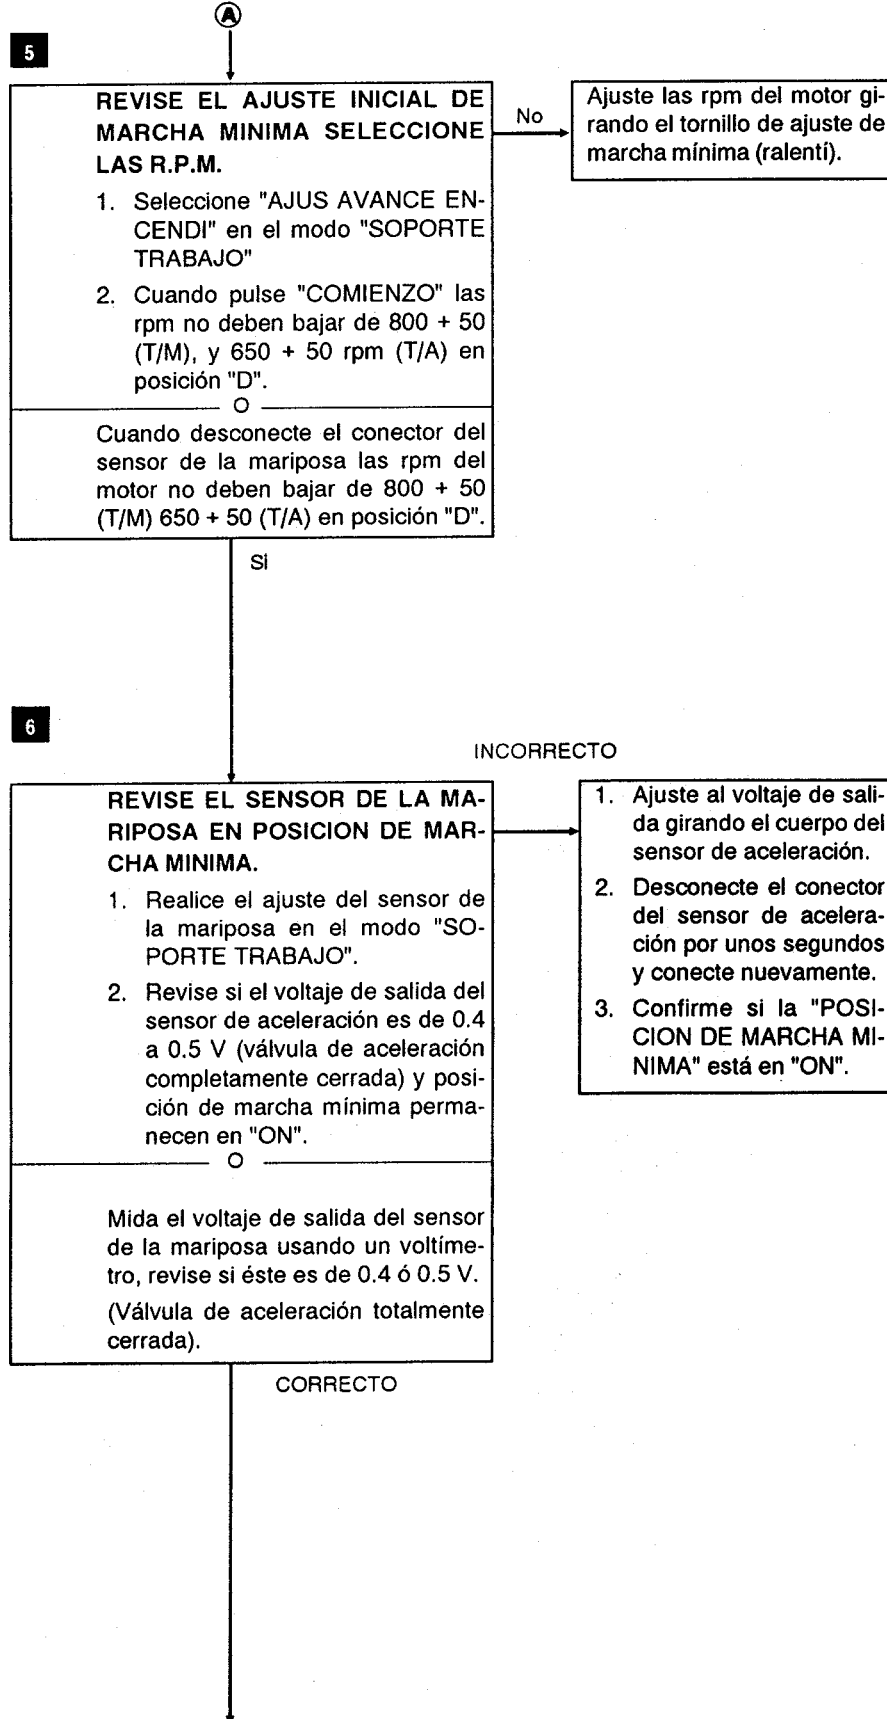 A
5
REVISE EL AJUSTE INICIAL DE
MARCHA MINIMA SELECCIONE
LAS R.P.M.
1. Seleccione "AJUS AVANCE EN-
CENDI" en el modo "SOPORTE
TRABAJO"
2. Cuando pulse "COMIENZO" las
rpm no deben bajar de 800 + 50
(T/M), y 650 + 50 rpm (T/A) en
posición "D".
O
Cuando desconecte el conector del
sensor de la mariposa las rpm del
motor no deben bajar de 800 + 50
(T/M) 650 + 50 (T/A) en posición "D".
No
Ajuste las rpm del motor gi-
rando el tornillo de ajuste de
marcha mínima (ralentí).
Si
6
INCORRECTO
REVISE EL SENSOR DE LA MA-
RIPOSA EN POSICION DE MAR-
CHA MINIMA.
1. Realice el ajuste del sensor de
la mariposa en el modo "SO-
PORTE TRABAJO".
2. Revise si el voltaje de salida del
sensor de aceleración es de 0.4
a 0.5 V (válvula de aceleración
completamente cerrada) y posi-
ción de marcha mínima perma-
necen en "ON".
O
Mida el voltaje de salida del sensor
de la mariposa usando un voltíme-
tro, revise si éste es de 0.4 ó 0.5 V.
(Válvula de aceleración totalmente
cerrada).
1. Ajuste al voltaje de sali-
da girando el cuerpo del
sensor de aceleración.
2. Desconecte el conector
del sensor de acelera-
ción por unos segundos
y conecte nuevamente.
3. Confirme si la "POSI-
CION DE MARCHA MI-
NIMA" está en "ON".
CORRECTO